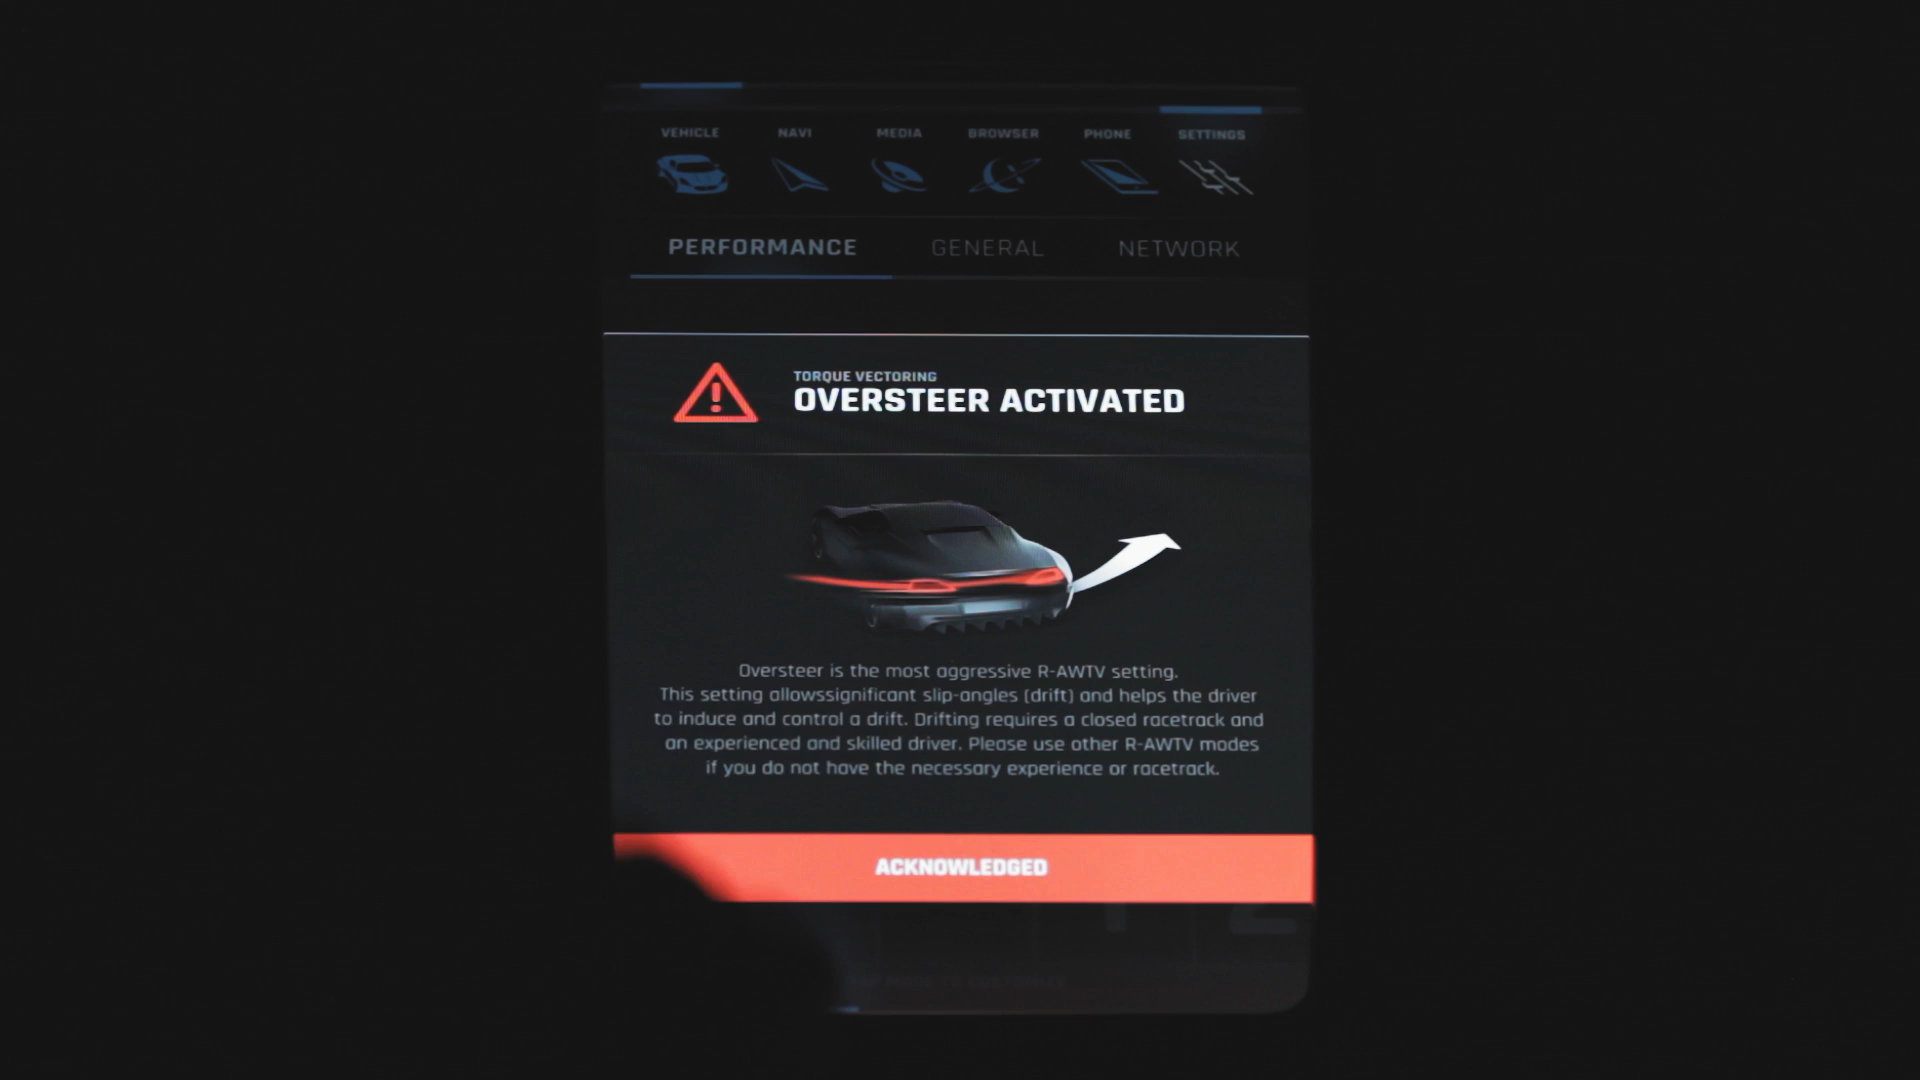 VEHICLE NAVI MEDIA BROWSER PHONE SETTINGS
PERFORMANCE GENERAL NETWORK
TORQUE VECTORING
OVERSTEER ACTIVATED
Oversteer is the most aggressive R-AWTV setting.
This setting allowssignificant slip-angles (drift) and helps the driver
to induce and control a drift. Drifting requires a closed racetrack and
an experienced and skilled driver. Please use other R-AWTV modes
if you do not have the necessary experience or racetrack.
ACKNOWLEDGED